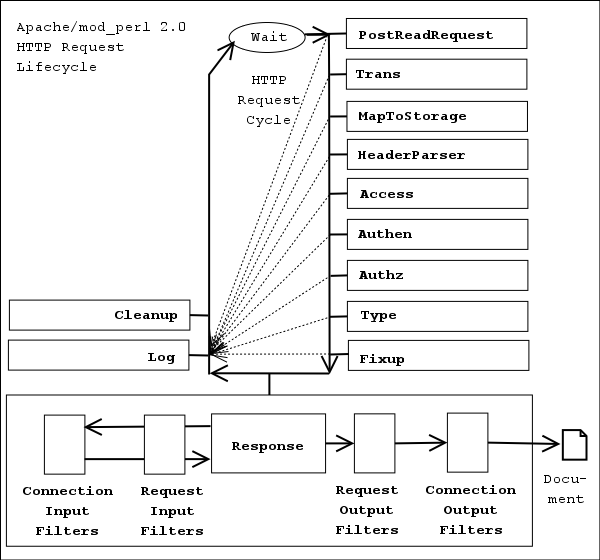 Apache/mod_perl 2.0
HTTP Request
Lifecycle
Wait
HTTP
Request
Cycle
PostReadRequest
Trans
MapToStorage
HeaderParser
Access
Authen
Authz
Type
Fixup
Cleanup
Log
Response
Connection
Input
Filters
Request
Input
Filters
Request
Output
Filters
Connection
Output
Filters
Docu-
ment